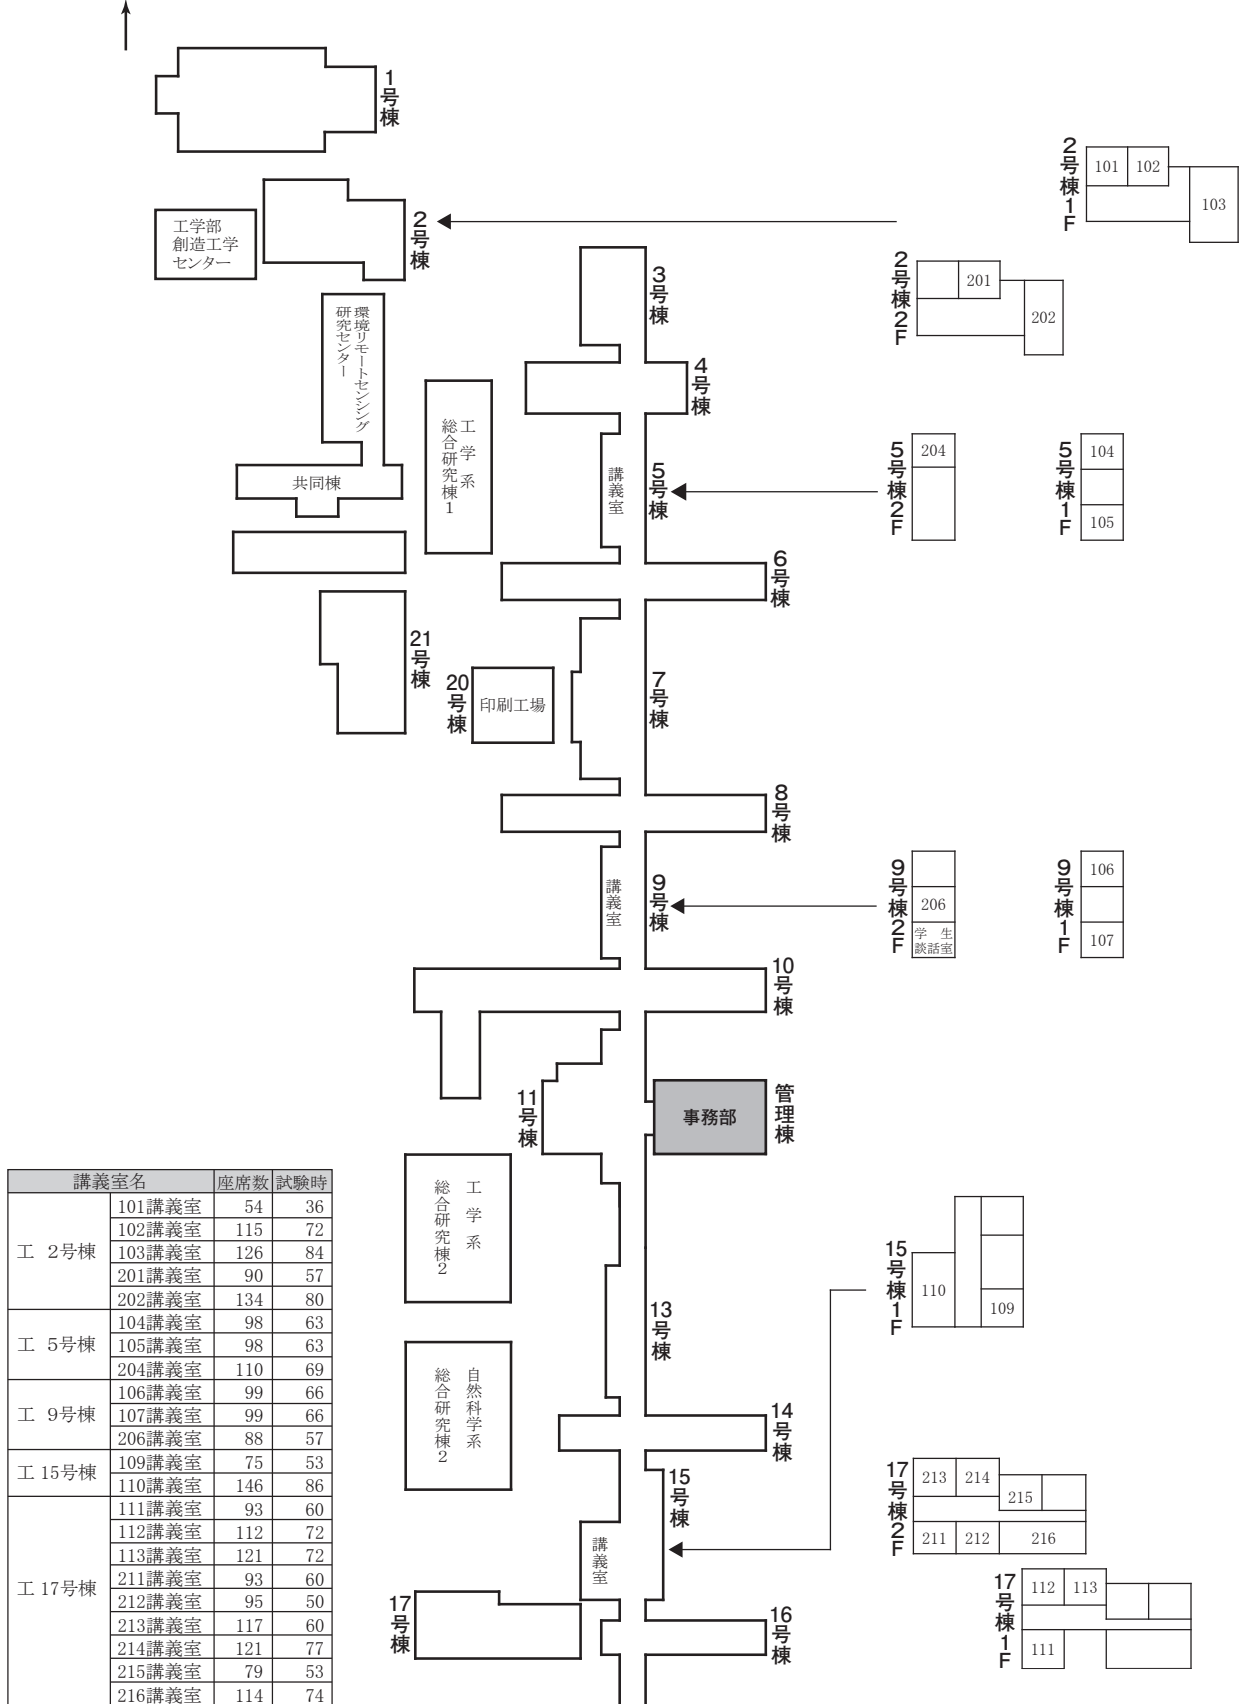 1号棟
2号棟
工学部
創造工学
センター
環境リモートセンシング
研究センター
共同棟
工学系
総合研究棟1
3号棟
4号棟
講義室
5号棟
6号棟
21号棟
20号棟
印刷工場
7号棟
8号棟
講義室
9号棟
10号棟
11号棟
事務部
管理棟
工学系
総合研究棟2
13号棟
自然科学系
総合研究棟2
14号棟
15号棟
講義室
17号棟
16号棟
2号棟1F
101
102
103
2号棟2F
201
202
5号棟2F
204
5号棟1F
104
105
9号棟2F
206
学生
談話室
9号棟1F
106
107
15号棟1F
110
109
17号棟2F
213
214
215
211
212
216
17号棟1F
112
113
111
講義室名 座席数 試験時
工 2号棟
101講義室 54 36
102講義室 115 72
103講義室 126 84
201講義室 90 57
202講義室 134 80
工 5号棟
104講義室 98 63
105講義室 98 63
204講義室 110 69
工 9号棟
106講義室 99 66
107講義室 99 66
206講義室 88 57
工 15号棟
109講義室 75 53
110講義室 146 86
工 17号棟
111講義室 93 60
112講義室 112 72
113講義室 121 72
211講義室 93 60
212講義室 95 50
213講義室 117 60
214講義室 121 77
215講義室 79 53
216講義室 114 74